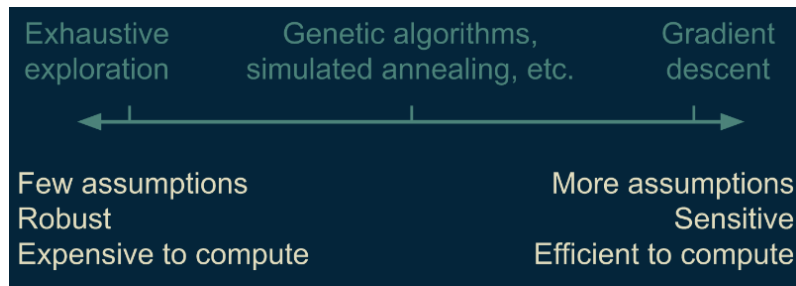 Exhaustive
exploration
Genetic algorithms,
simulated annealing, etc.
Gradient
descent
Few assumptions
Robust
Expensive to compute
More assumptions
Sensitive
Efficient to compute